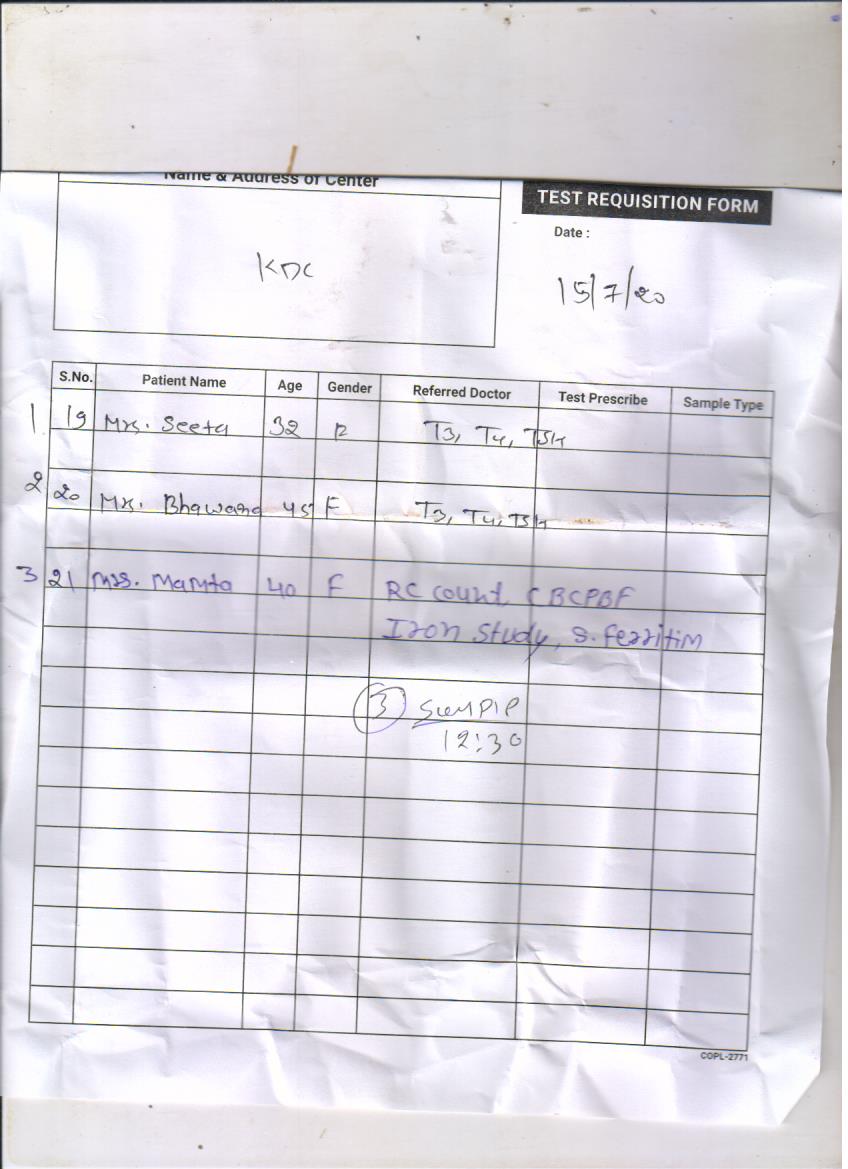 Name & Address of Center
TEST REQUISITION FORM
Date :
KDC
15/7/20
S.No. Patient Name Age Gender Referred Doctor Test Prescribe Sample Type
1 19 Mrs. Seeta 32 F T3, T4, TSH
2 20 Mrs. Bhawana 45 F T3, T4, TSH
3 21 Mrs. Mamta 40 F RC count CBCPBF
Iron study, S. ferritim
3 Sample
12:30
COPL-2771